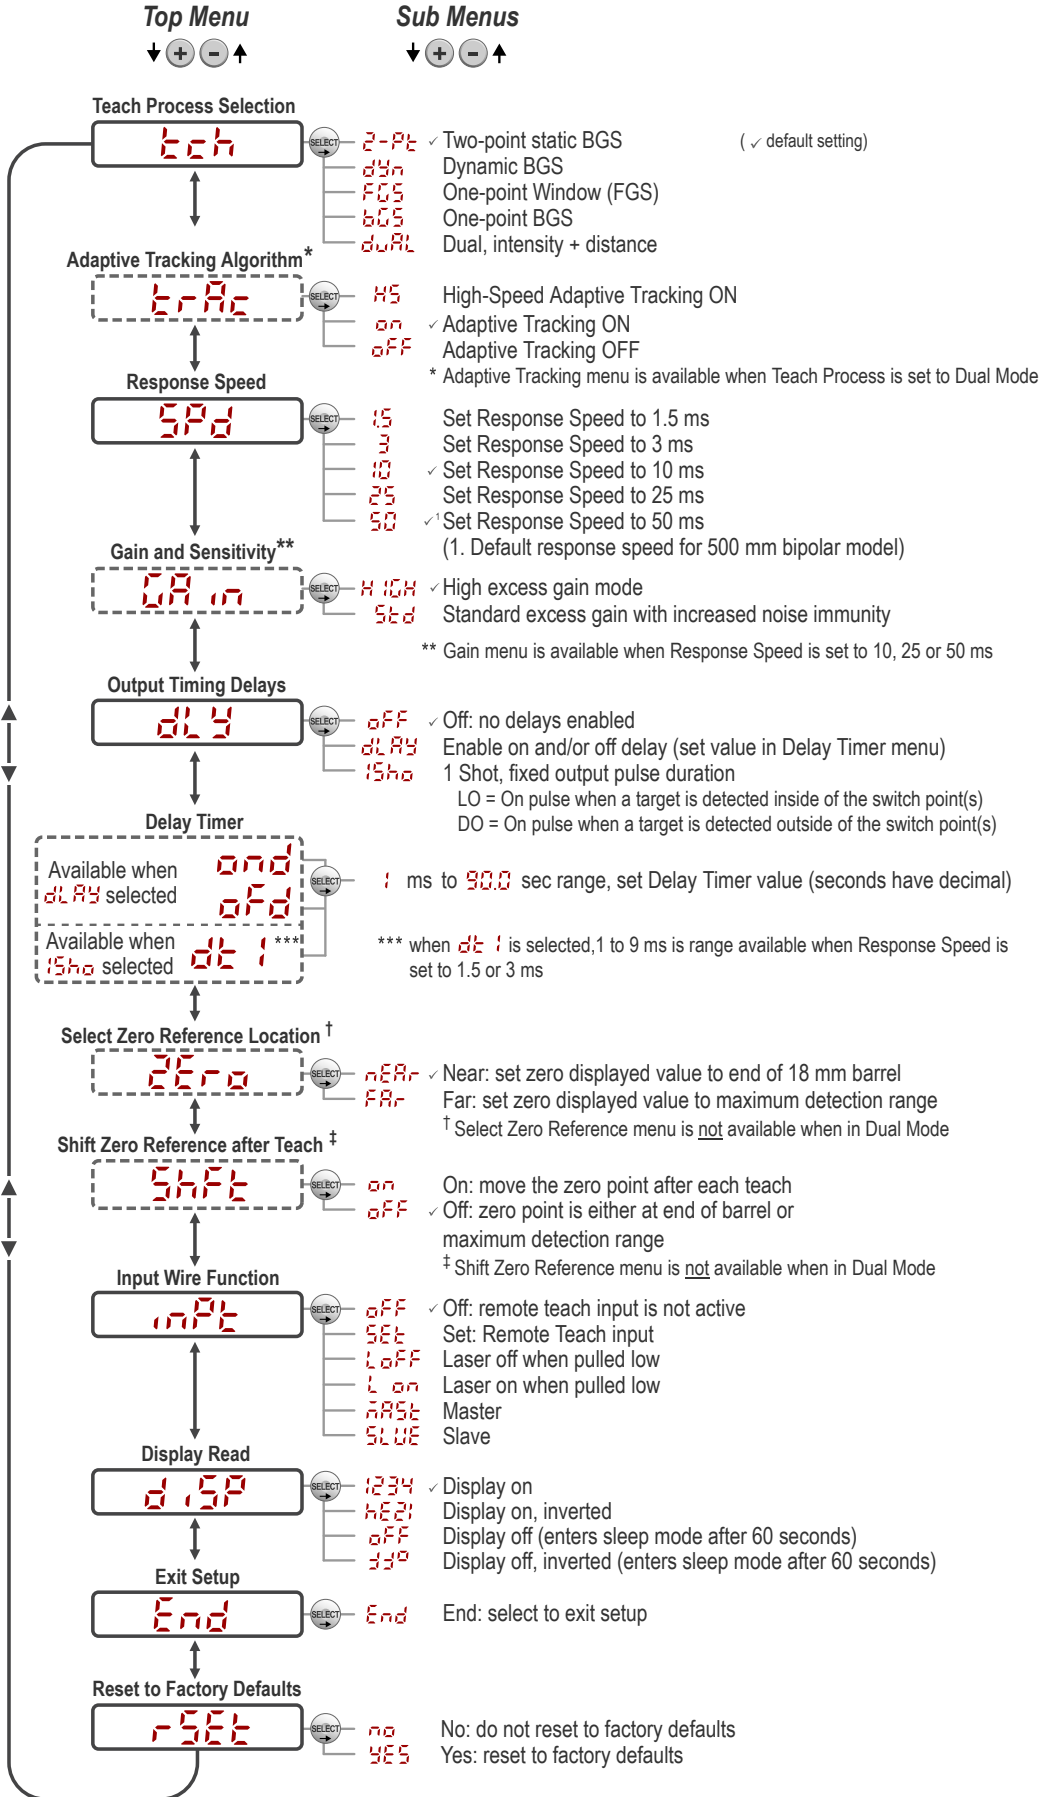 Top Menu Sub Menus
+ - + -
Teach Process Selection
tch SELECT 2-Pt ✓ Two-point static BGS ( ✓ default setting)
dYn Dynamic BGS
FGS One-point Window (FGS)
bGS One-point BGS
duAL Dual, intensity + distance
Adaptive Tracking Algorithm*
trAc SELECT HS High-Speed Adaptive Tracking ON
on ✓ Adaptive Tracking ON
oFF Adaptive Tracking OFF
* Adaptive Tracking menu is available when Teach Process is set to Dual Mode
Response Speed
SPd SELECT 1.5 Set Response Speed to 1.5 ms
3 Set Response Speed to 3 ms
10 ✓ Set Response Speed to 10 ms
25 Set Response Speed to 25 ms
50 ✓¹ Set Response Speed to 50 ms
(1. Default response speed for 500 mm bipolar model)
Gain and Sensitivity**
GAin SELECT HIGH ✓ High excess gain mode
Std Standard excess gain with increased noise immunity
** Gain menu is available when Response Speed is set to 10, 25 or 50 ms
Output Timing Delays
dLY SELECT oFF ✓ Off: no delays enabled
dLAY Enable on and/or off delay (set value in Delay Timer menu)
1Sho 1 Shot, fixed output pulse duration
LO = On pulse when a target is detected inside of the switch point(s)
DO = On pulse when a target is detected outside of the switch point(s)
Delay Timer
Available when dLAY selected ond oFd SELECT 1 ms to 90.0 sec range, set Delay Timer value (seconds have decimal)
Available when 1Sho selected dt1 *** *** when dt1 is selected,1 to 9 ms is range available when Response Speed is
set to 1.5 or 3 ms
Select Zero Reference Location †
ZEro SELECT nEAr ✓ Near: set zero displayed value to end of 18 mm barrel
FAr Far: set zero displayed value to maximum detection range
† Select Zero Reference menu is not available when in Dual Mode
Shift Zero Reference after Teach ‡
ShFt SELECT on On: move the zero point after each teach
oFF ✓ Off: zero point is either at end of barrel or
maximum detection range
‡ Shift Zero Reference menu is not available when in Dual Mode
Input Wire Function
inPt SELECT oFF ✓ Off: remote teach input is not active
SEt Set: Remote Teach input
LoFF Laser off when pulled low
L on Laser on when pulled low
mASt Master
SLVE Slave
Display Read
diSP SELECT 1234 ✓ Display on
hEZ1 Display on, inverted
oFF Display off (enters sleep mode after 60 seconds)
Display off, inverted (enters sleep mode after 60 seconds)
Exit Setup
End SELECT End End: select to exit setup
Reset to Factory Defaults
rSEt SELECT no No: do not reset to factory defaults
YES Yes: reset to factory defaults